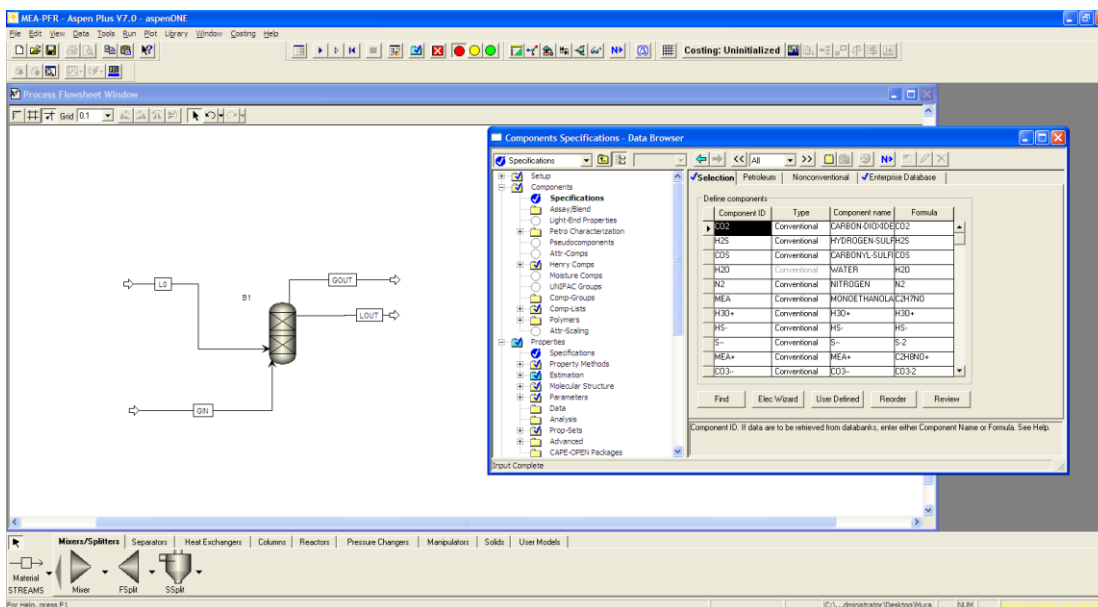 MEA-PFR - Aspen Plus V7.0 - aspenONE
File Edit View Data Tools Run Plot Library Window Costing Help
Costing: Uninitialized
Process Flowsheet Window
Grid 0.1
L0
B1
GOUT
LOUT
GIN
Components Specifications - Data Browser
Specifications
All
N>
Setup
Components
Specifications
Assay/Blend
Light-End Properties
Petro Characterization
Pseudocomponents
Attr-Comps
Henry Comps
Moisture Comps
UNIFAC Groups
Comp-Groups
Comp-Lists
Polymers
Attr-Scaling
Properties
Specifications
Property Methods
Estimation
Molecular Structure
Parameters
Data
Analysis
Prop-Sets
Advanced
CAPE-OPEN Packages
Selection Petroleum Nonconventional Enterprise Database
Define components
Component ID Type Component name Formula
CO2 Conventional CARBON-DIOXIDE CO2
H2S Conventional HYDROGEN-SULF H2S
COS Conventional CARBONYL-SULFI COS
H2O Conventional WATER H2O
N2 Conventional NITROGEN N2
MEA Conventional MONOETHANOLA C2H7NO
H3O+ Conventional H3O+ H3O+
HS- Conventional HS- HS-
S-- Conventional S-- S-2
MEA+ Conventional MEA+ C2H8NO+
CO3-- Conventional CO3-- CO3-2
Find Elec Wizard User Defined Reorder Review
Component ID. If data are to be retrieved from databanks, enter either Component Name or Formula. See Help.
Input Complete
Mixers/Splitters Separators Heat Exchangers Columns Reactors Pressure Changers Manipulators Solids User Models
Material
STREAMS Mixer FSplit SSplit
For Help, press F1
C:\...dministrator\Desktop\Mura NUM